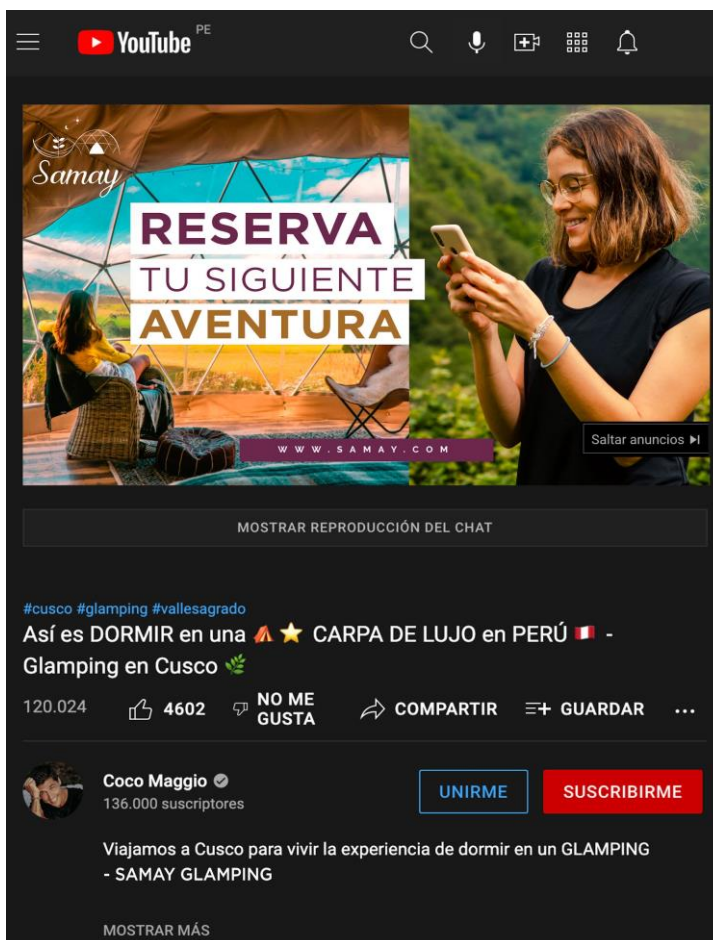 YouTube PE
Samay
RESERVA
TU SIGUIENTE
AVENTURA
WWW.SAMAY.COM
Saltar anuncios
MOSTRAR REPRODUCCIÓN DEL CHAT
#cusco #glamping #vallesagrado
Así es DORMIR en una ⛺ ⭐ CARPA DE LUJO en PERÚ 🇵🇪 -
Glamping en Cusco 🌿
120.024 4602 NO ME GUSTA COMPARTIR GUARDAR ...
Coco Maggio
136.000 suscriptores
UNIRME SUSCRIBIRME
Viajamos a Cusco para vivir la experiencia de dormir en un GLAMPING
- SAMAY GLAMPING
MOSTRAR MÁS